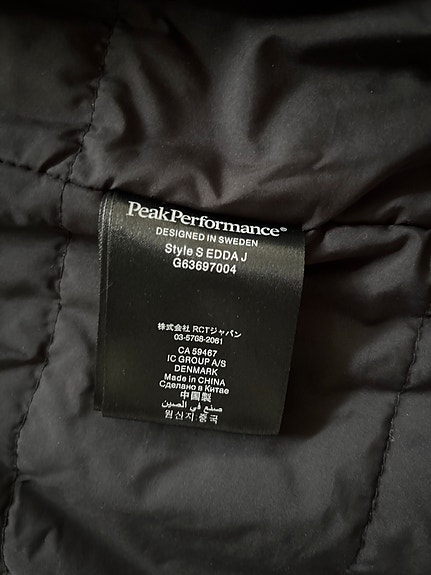 PeakPerformance®
DESIGNED IN SWEDEN
Style S EDDA J
G63697004
株式会社 RCTジャパン
03-5768-2061
CA 59467
IC GROUP A/S
DENMARK
Made in CHINA
Сделано в Китае
中国製
صنع في الصين
원산지:중국